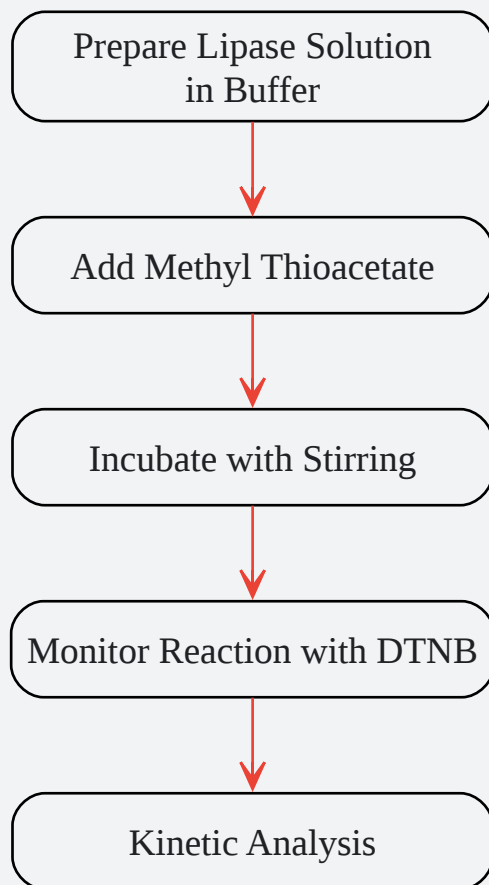 Prepare Lipase Solution
in Buffer
Add Methyl Thioacetate
Incubate with Stirring
Monitor Reaction with DTNB
Kinetic Analysis